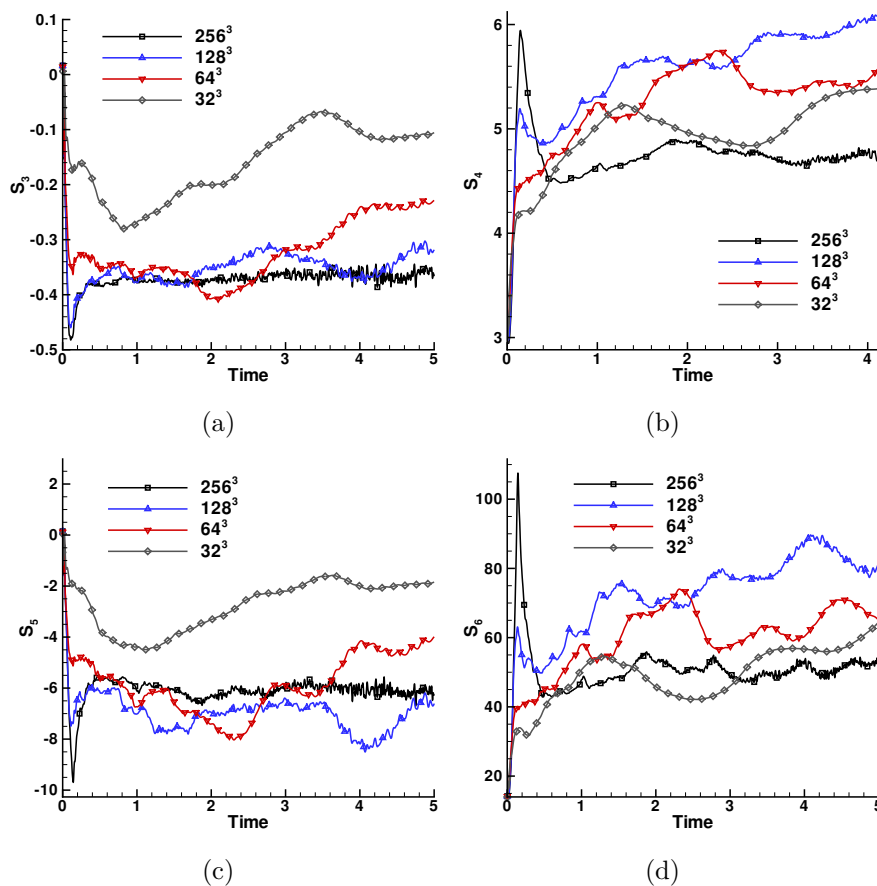 0.1
0
-0.1
-0.2
-0.3
-0.4
-0.5
S₃
256³
128³
64³
32³
0 1 2 3 4 5
Time
(a)
6
5
4
3
S₄
256³
128³
64³
32³
0 1 2 3 4
Time
(b)
2
0
-2
-4
-6
-8
-10
S₅
256³
128³
64³
32³
0 1 2 3 4 5
Time
(c)
100
80
60
40
20
S₆
256³
128³
64³
32³
0 1 2 3 4 5
Time
(d)